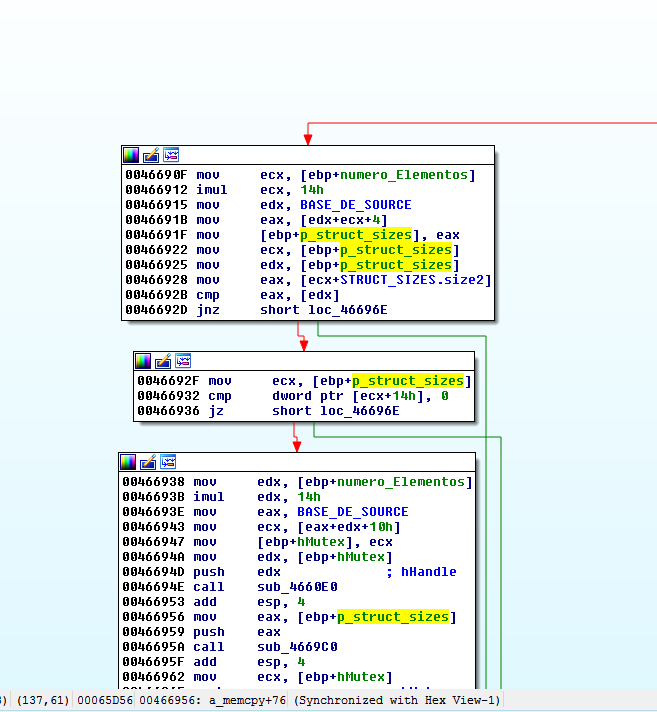 0046690F mov ecx, [ebp+numero_Elementos]
00466912 imul ecx, 14h
00466915 mov edx, BASE_DE_SOURCE
0046691B mov eax, [edx+ecx+4]
0046691F mov [ebp+p_struct_sizes], eax
00466922 mov ecx, [ebp+p_struct_sizes]
00466925 mov edx, [ebp+p_struct_sizes]
00466928 mov eax, [ecx+STRUCT_SIZES.size2]
0046692B cmp eax, [edx]
0046692D jnz short loc_46696E
0046692F mov ecx, [ebp+p_struct_sizes]
00466932 cmp dword ptr [ecx+14h], 0
00466936 jz short loc_46696E
00466938 mov edx, [ebp+numero_Elementos]
0046693B imul edx, 14h
0046693E mov eax, BASE_DE_SOURCE
00466943 mov ecx, [eax+edx+10h]
00466947 mov [ebp+hMutex], ecx
0046694A mov edx, [ebp+hMutex]
0046694D push edx ; hHandle
0046694E call sub_4660E0
00466953 add esp, 4
00466956 mov eax, [ebp+p_struct_sizes]
00466959 push eax
0046695A call sub_4669C0
0046695F add esp, 4
00466962 mov ecx, [ebp+hMutex]
(137,61) 00065D56 00466956: a_memcpy+76 (Synchronized with Hex View-1)